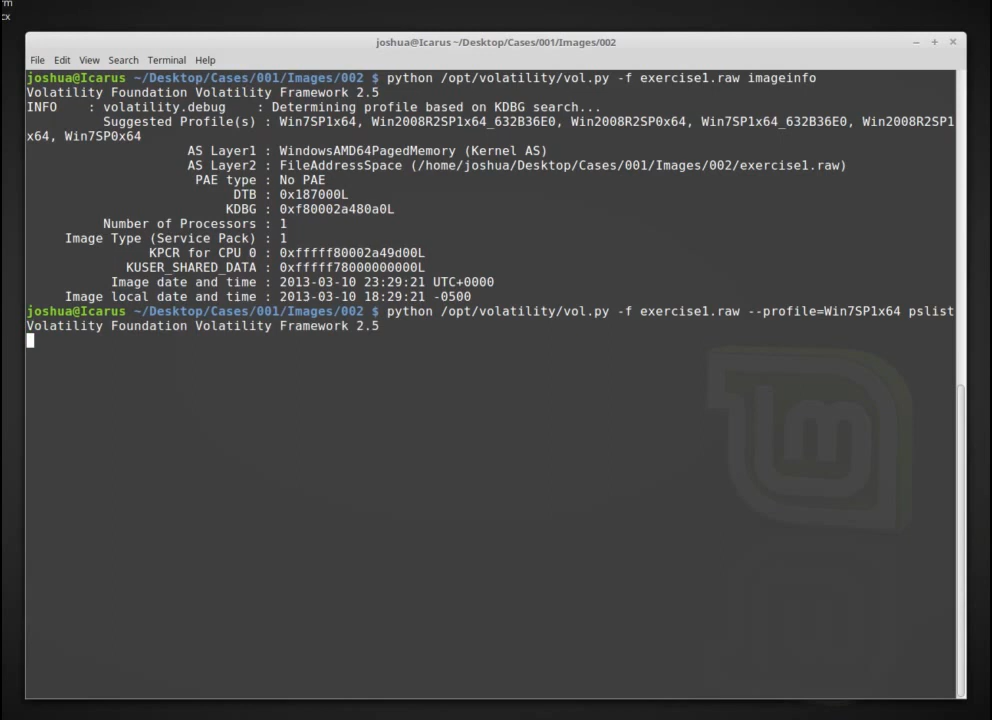 rm
cx
joshua@Icarus ~/Desktop/Cases/001/Images/002
File Edit View Search Terminal Help
joshua@Icarus ~/Desktop/Cases/001/Images/002 $ python /opt/volatility/vol.py -f exercise1.raw imageinfo
Volatility Foundation Volatility Framework 2.5
INFO    : volatility.debug    : Determining profile based on KDBG search...
Suggested Profile(s) : Win7SP1x64, Win2008R2SP1x64_632B36E0, Win2008R2SP0x64, Win7SP1x64_632B36E0, Win2008R2SP1
x64, Win7SP0x64
AS Layer1 : WindowsAMD64PagedMemory (Kernel AS)
AS Layer2 : FileAddressSpace (/home/joshua/Desktop/Cases/001/Images/002/exercise1.raw)
PAE type : No PAE
DTB : 0x187000L
KDBG : 0xf80002a480a0L
Number of Processors : 1
Image Type (Service Pack) : 1
KPCR for CPU 0 : 0xfffff80002a49d00L
KUSER_SHARED_DATA : 0xfffff78000000000L
Image date and time : 2013-03-10 23:29:21 UTC+0000
Image local date and time : 2013-03-10 18:29:21 -0500
joshua@Icarus ~/Desktop/Cases/001/Images/002 $ python /opt/volatility/vol.py -f exercise1.raw --profile=Win7SP1x64 pslist
Volatility Foundation Volatility Framework 2.5